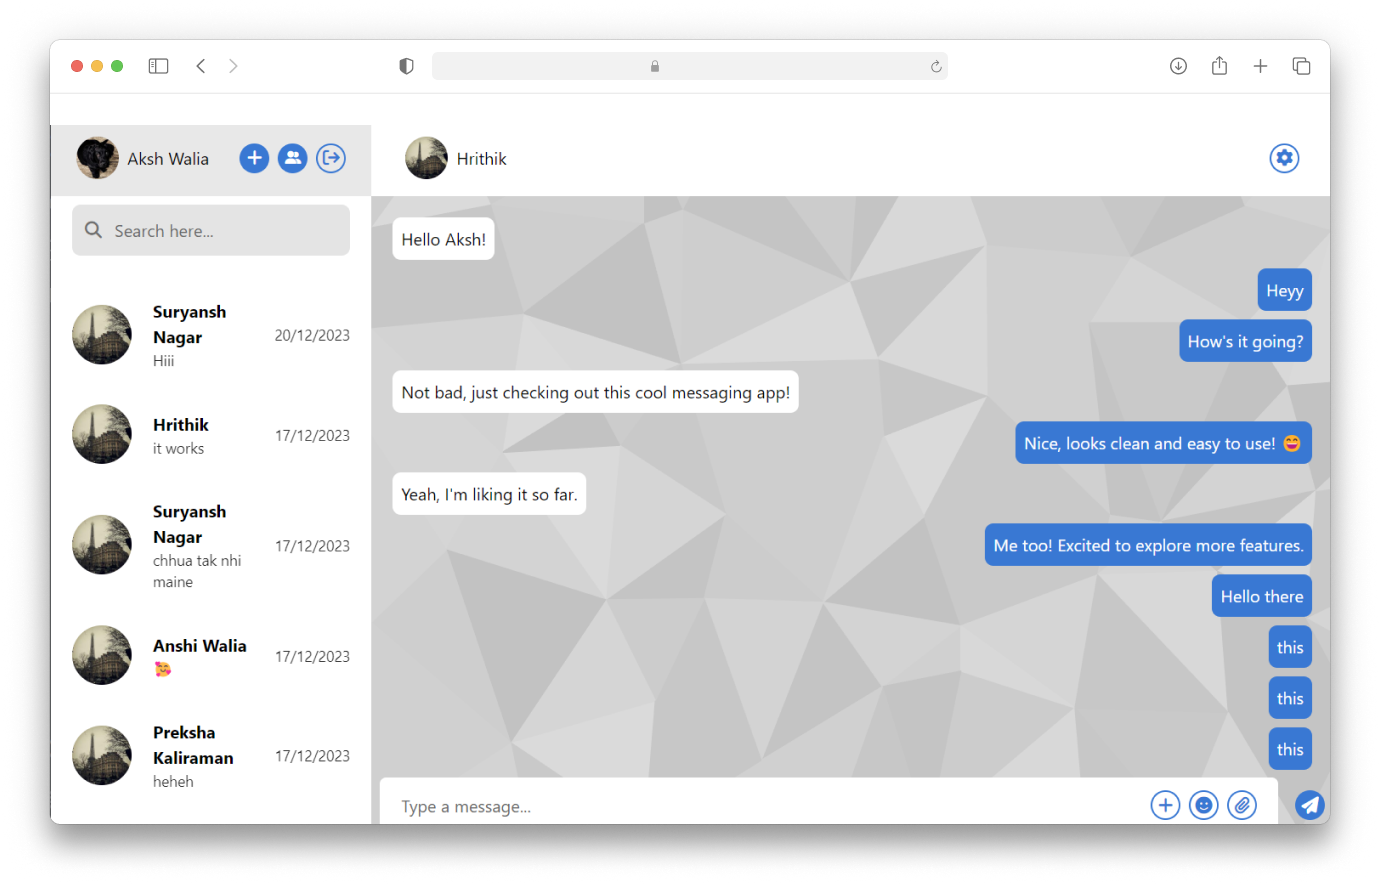 Aksh Walia
Hrithik
Search here...
Suryansh
Nagar
20/12/2023
Hiii
Hrithik
17/12/2023
it works
Suryansh
Nagar
17/12/2023
chhua tak nhi
maine
Anshi Walia
17/12/2023
🥰
Preksha
Kaliraman
17/12/2023
heheh
Hello Aksh!
Heyy
How's it going?
Not bad, just checking out this cool messaging app!
Nice, looks clean and easy to use! 😄
Yeah, I'm liking it so far.
Me too! Excited to explore more features.
Hello there
this
this
this
Type a message...